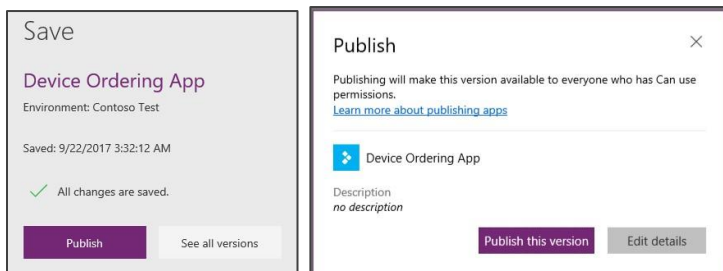 Save
Device Ordering App
Environment: Contoso Test
Saved: 9/22/2017 3:32:12 AM
All changes are saved.
Publish
See all versions
Publish
Publishing will make this version available to everyone who has Can use
permissions.
Learn more about publishing apps
Device Ordering App
Description
no description
Publish this version
Edit details